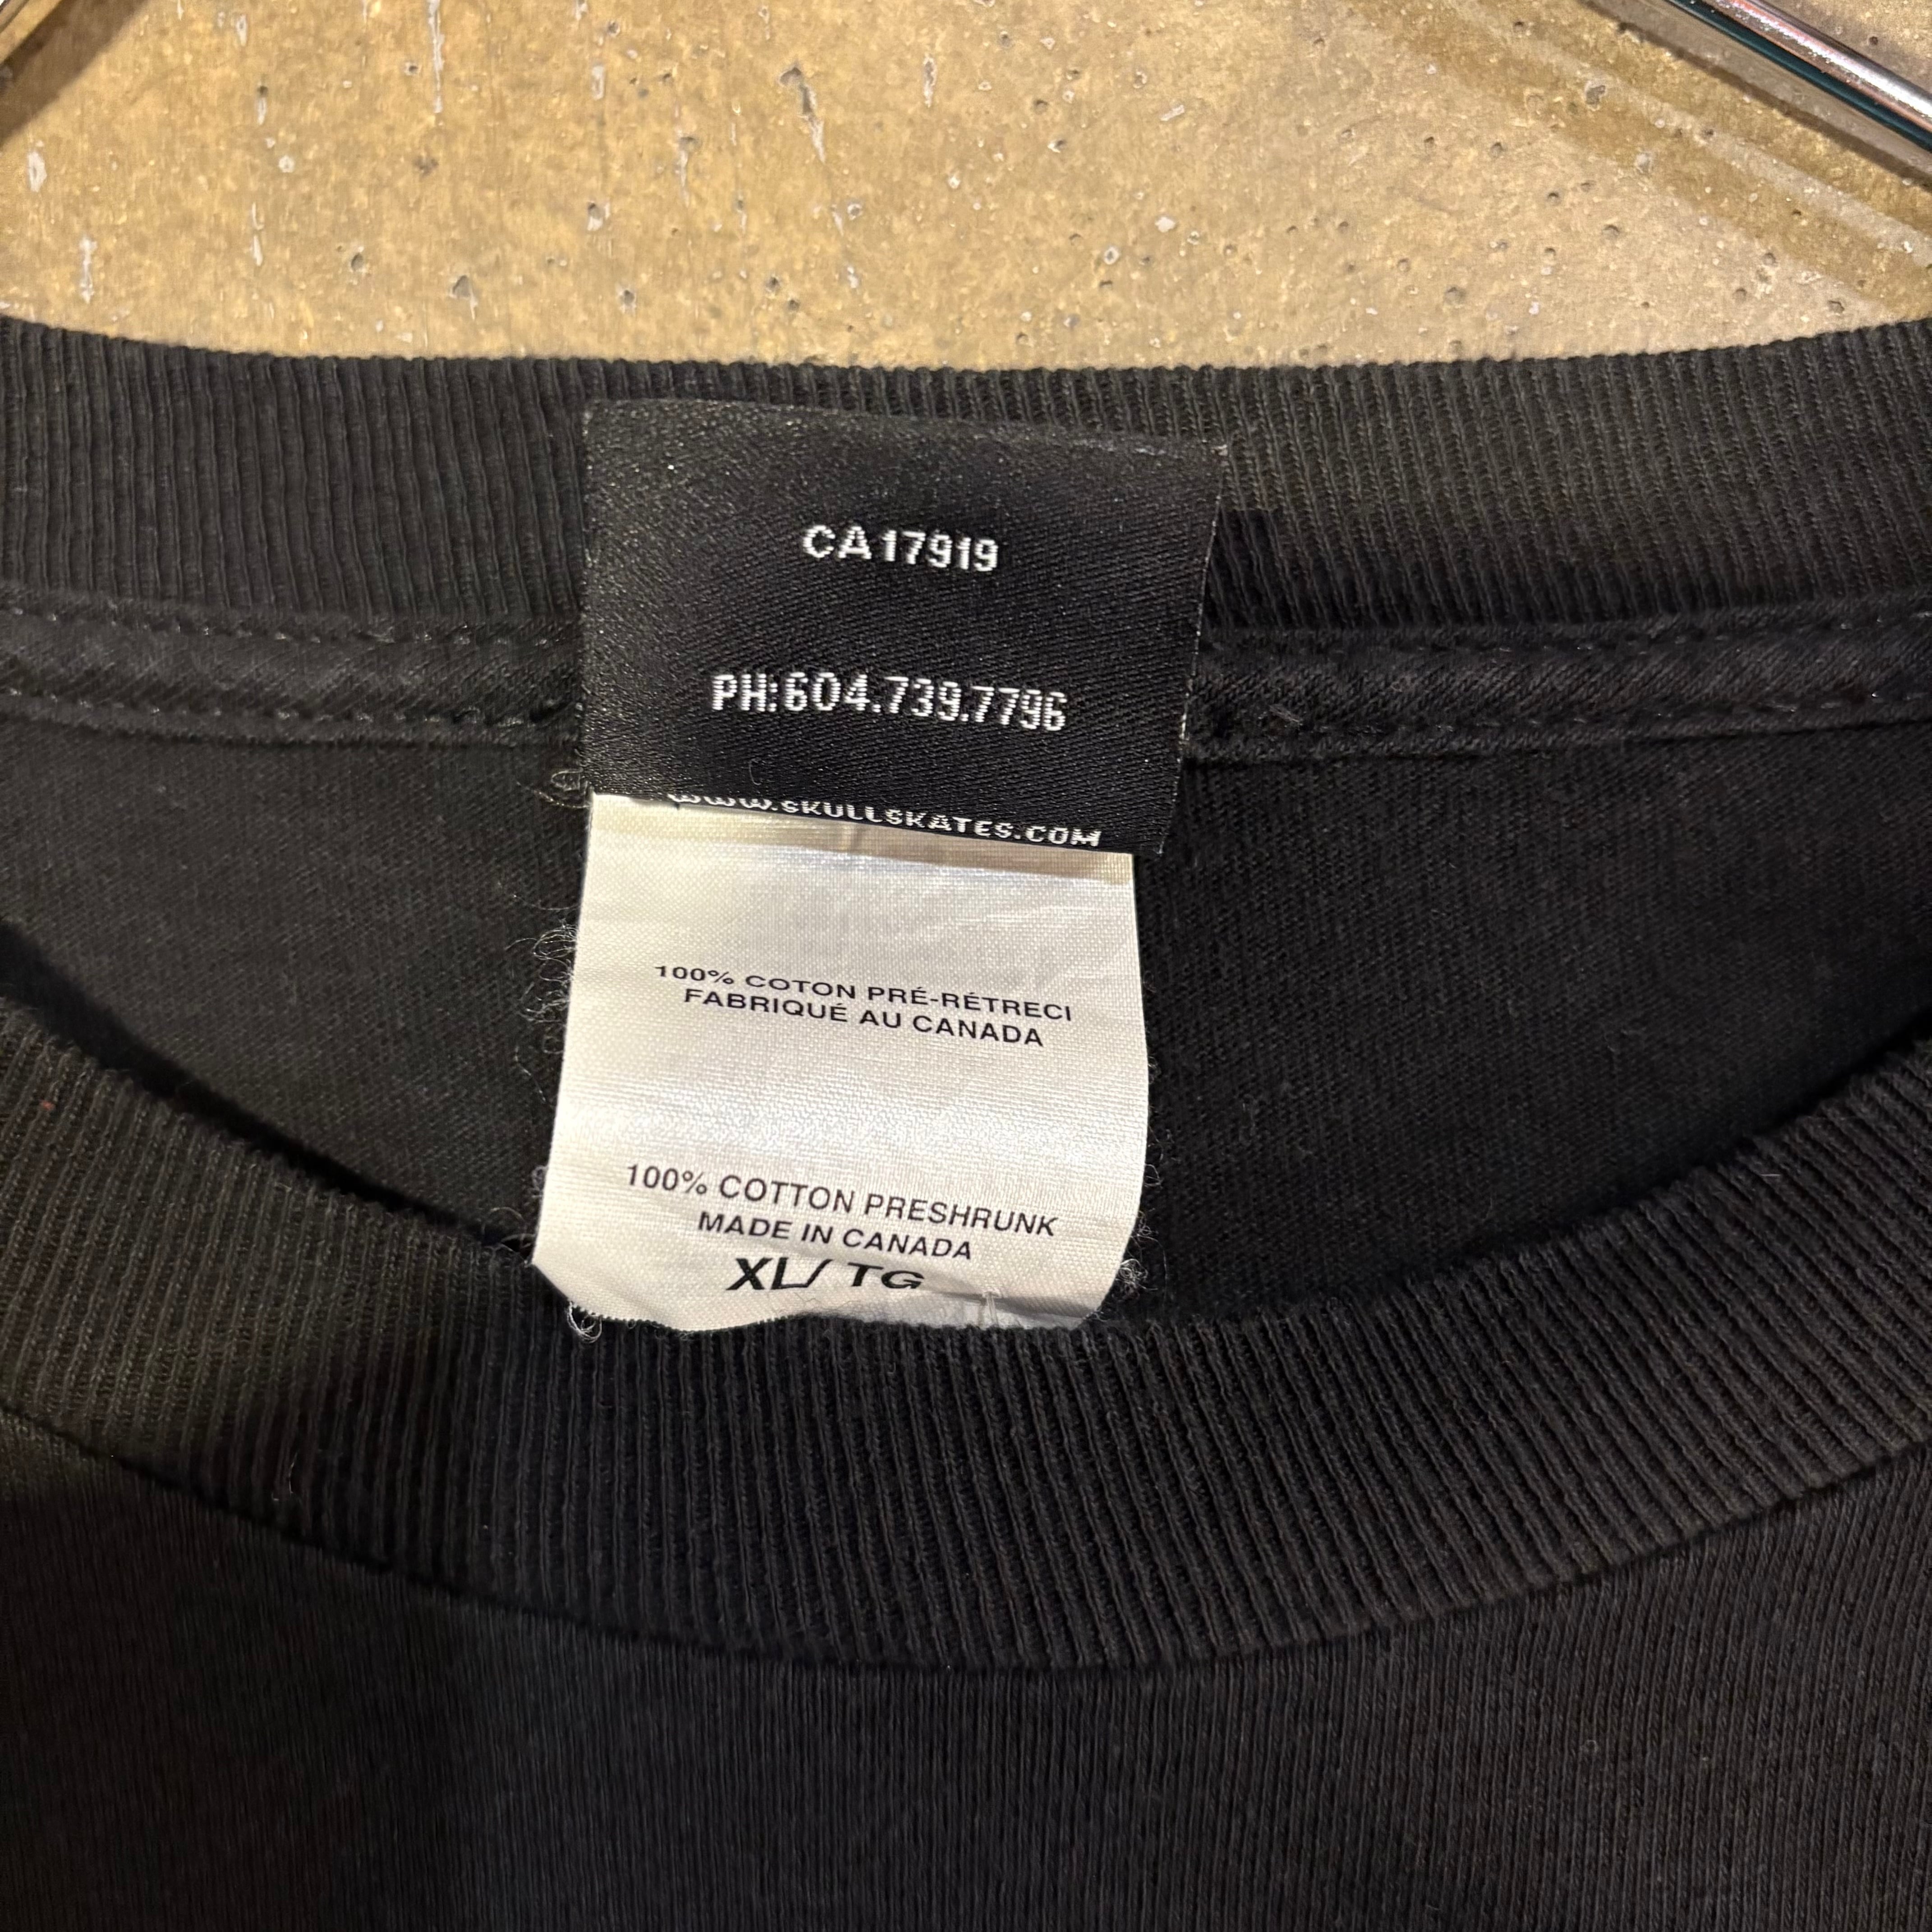 CA17919
PH:604.739.7796
WWW.SKULLSKATES.COM
100% COTON PRÉ-RÉTRECI
FABRIQUÉ AU CANADA
100% COTTON PRESHRUNK
MADE IN CANADA
XL/ TG